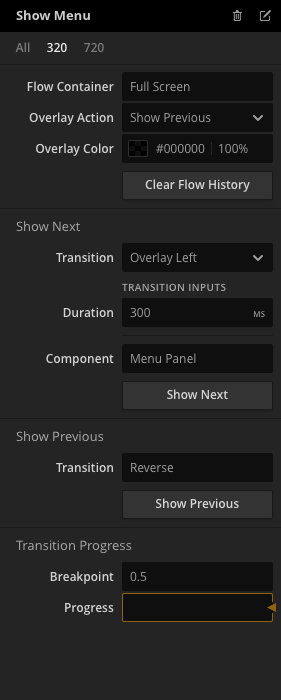 Show Menu
All 320 720
Flow Container Full Screen
Overlay Action Show Previous
Overlay Color #000000 100%
Clear Flow History
Show Next
Transition Overlay Left
TRANSITION INPUTS
Duration 300 MS
Component Menu Panel
Show Next
Show Previous
Transition Reverse
Show Previous
Transition Progress
Breakpoint 0.5
Progress